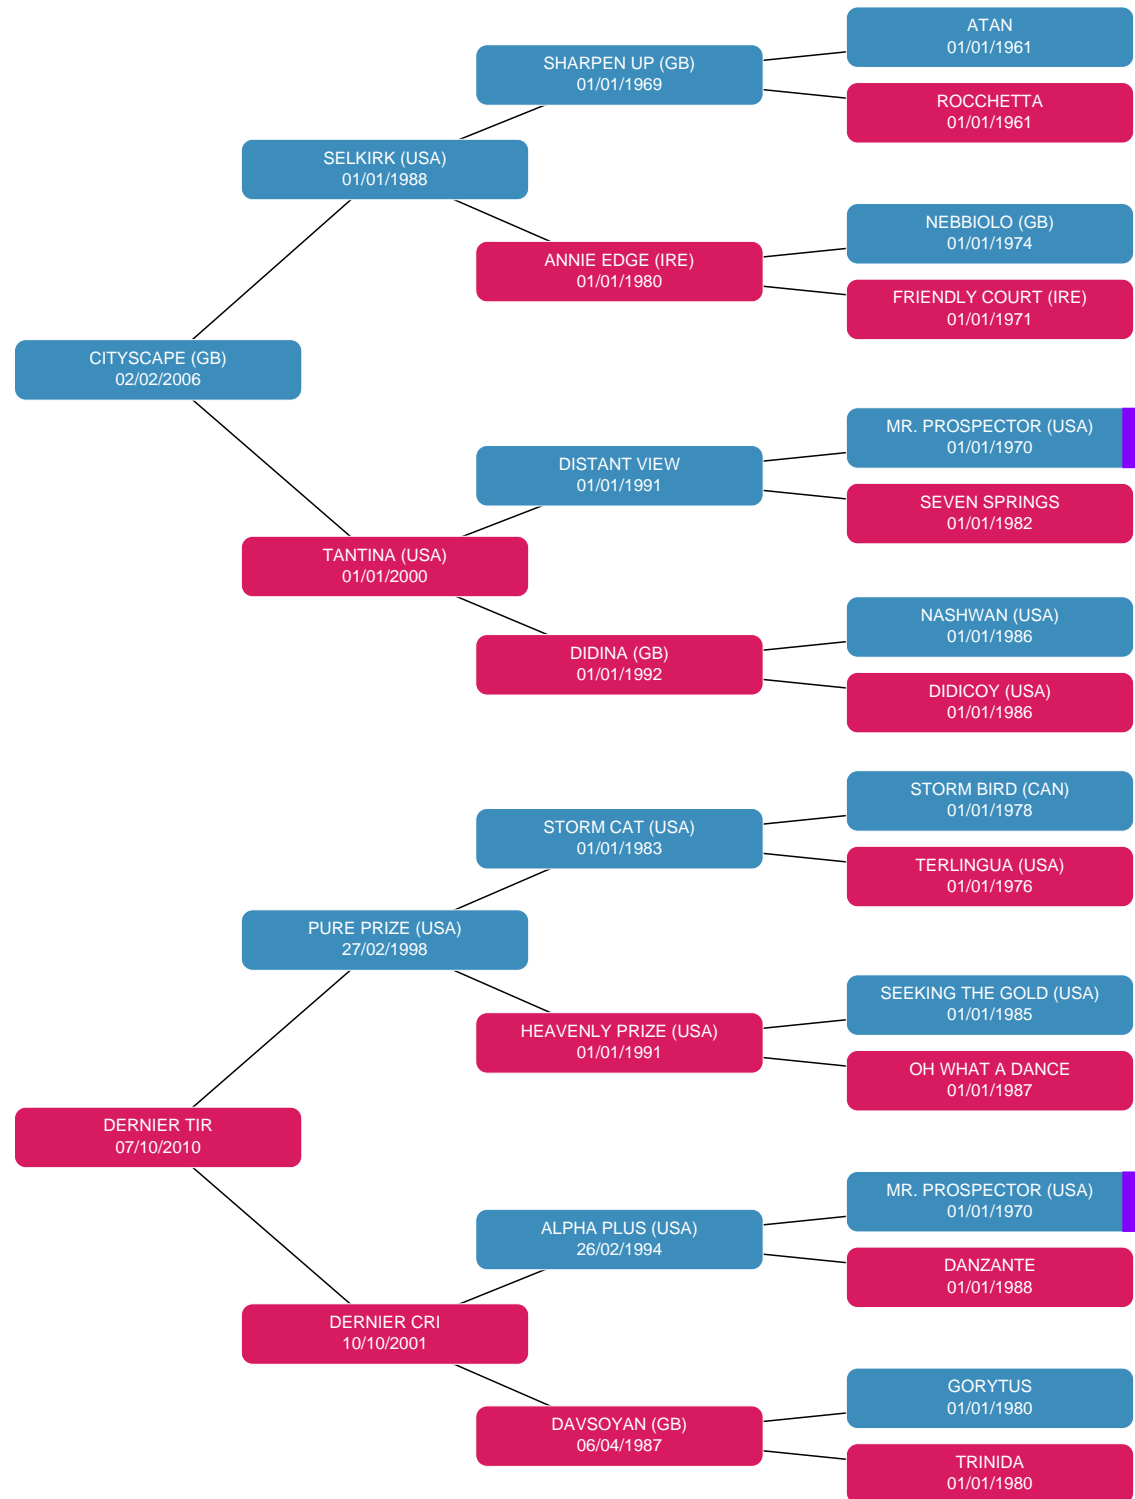 ATAN
01/01/1961
SHARPEN UP (GB)
01/01/1969
ROCCHETTA
01/01/1961
SELKIRK (USA)
01/01/1988
NEBBIOLO (GB)
01/01/1974
ANNIE EDGE (IRE)
01/01/1980
FRIENDLY COURT (IRE)
01/01/1971
CITYSCAPE (GB)
02/02/2006
MR. PROSPECTOR (USA)
01/01/1970
DISTANT VIEW
01/01/1991
SEVEN SPRINGS
01/01/1982
TANTINA (USA)
01/01/2000
NASHWAN (USA)
01/01/1986
DIDINA (GB)
01/01/1992
DIDICOY (USA)
01/01/1986
STORM BIRD (CAN)
01/01/1978
STORM CAT (USA)
01/01/1983
TERLINGUA (USA)
01/01/1976
PURE PRIZE (USA)
27/02/1998
SEEKING THE GOLD (USA)
01/01/1985
HEAVENLY PRIZE (USA)
01/01/1991
OH WHAT A DANCE
01/01/1987
DERNIER TIR
07/10/2010
MR. PROSPECTOR (USA)
01/01/1970
ALPHA PLUS (USA)
26/02/1994
DANZANTE
01/01/1988
DERNIER CRI
10/10/2001
GORYTUS
01/01/1980
DAVSOYAN (GB)
06/04/1987
TRINIDA
01/01/1980